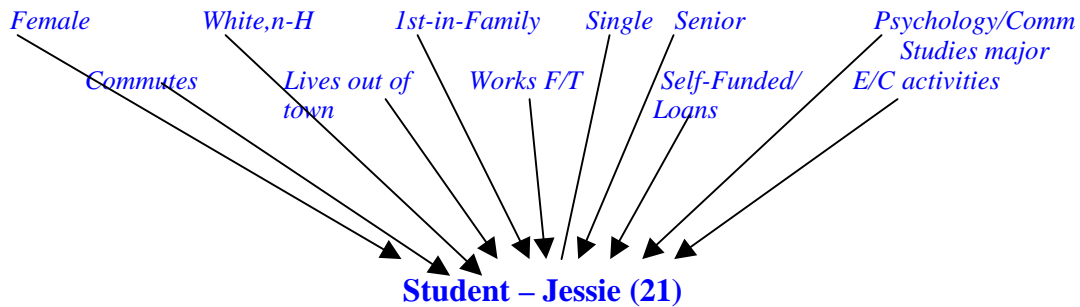 Female White,n-H 1st-in-Family Single Senior Psychology/Comm
Studies major
Commutes Lives out of town Works F/T Self-Funded/ Loans E/C activities
Student – Jessie (21)